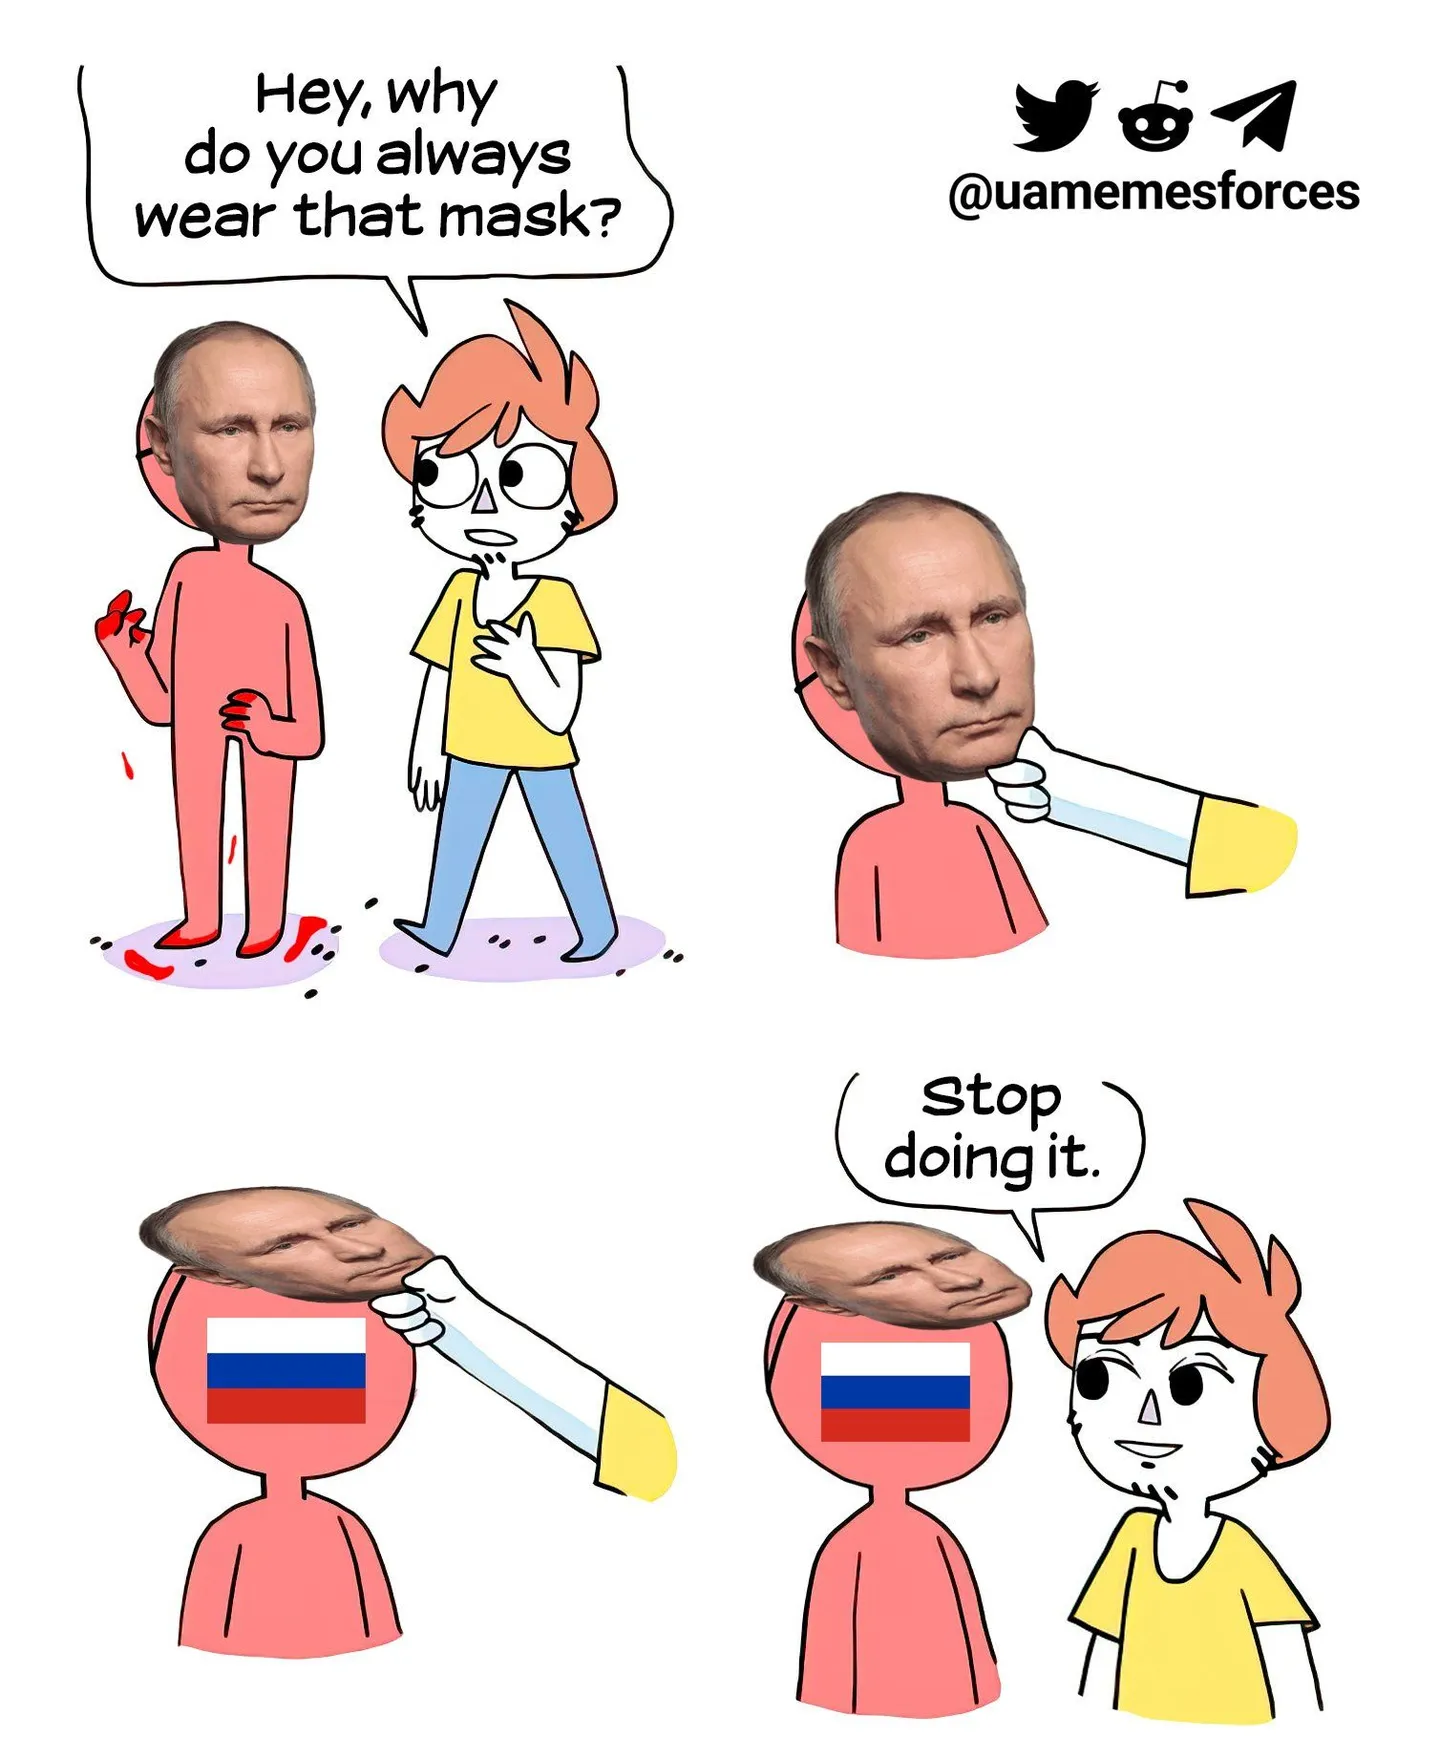 Hey, why
do you always
wear that mask?
@uamemesforces
Stop
doing it.